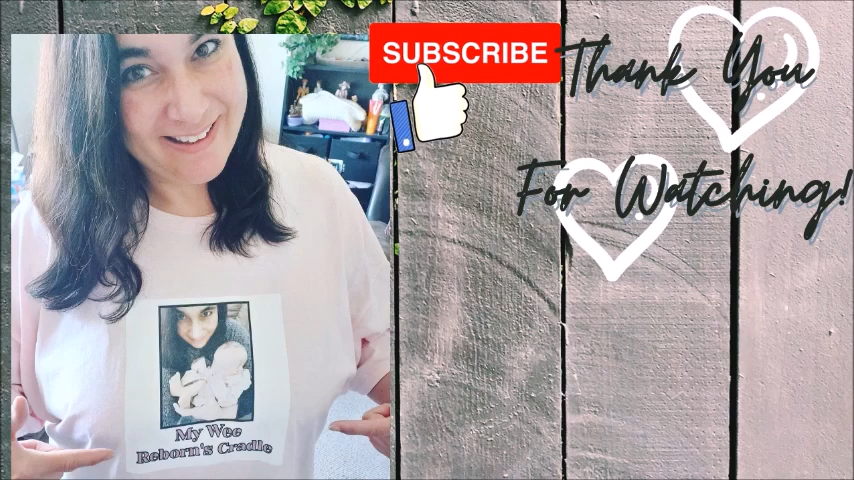 SUBSCRIBE
Thank You
For Watching!
My Wee
Reborn's Cradle